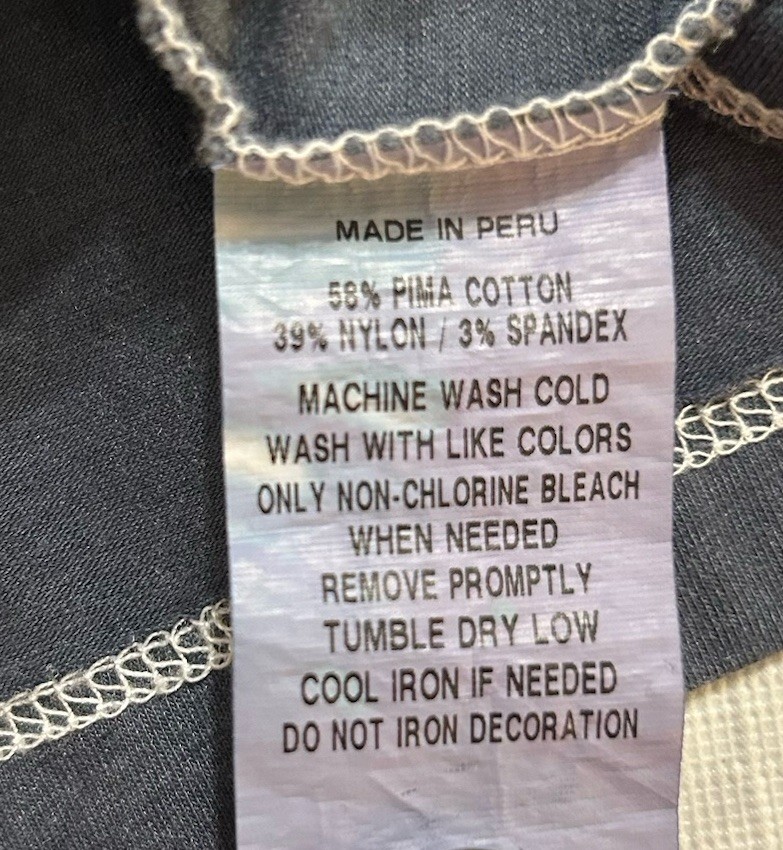 MADE IN PERU
58% PIMA COTTON
39% NYLON / 3% SPANDEX
MACHINE WASH COLD
WASH WITH LIKE COLORS
ONLY NON-CHLORINE BLEACH
WHEN NEEDED
REMOVE PROMPTLY
TUMBLE DRY LOW
COOL IRON IF NEEDED
DO NOT IRON DECORATION